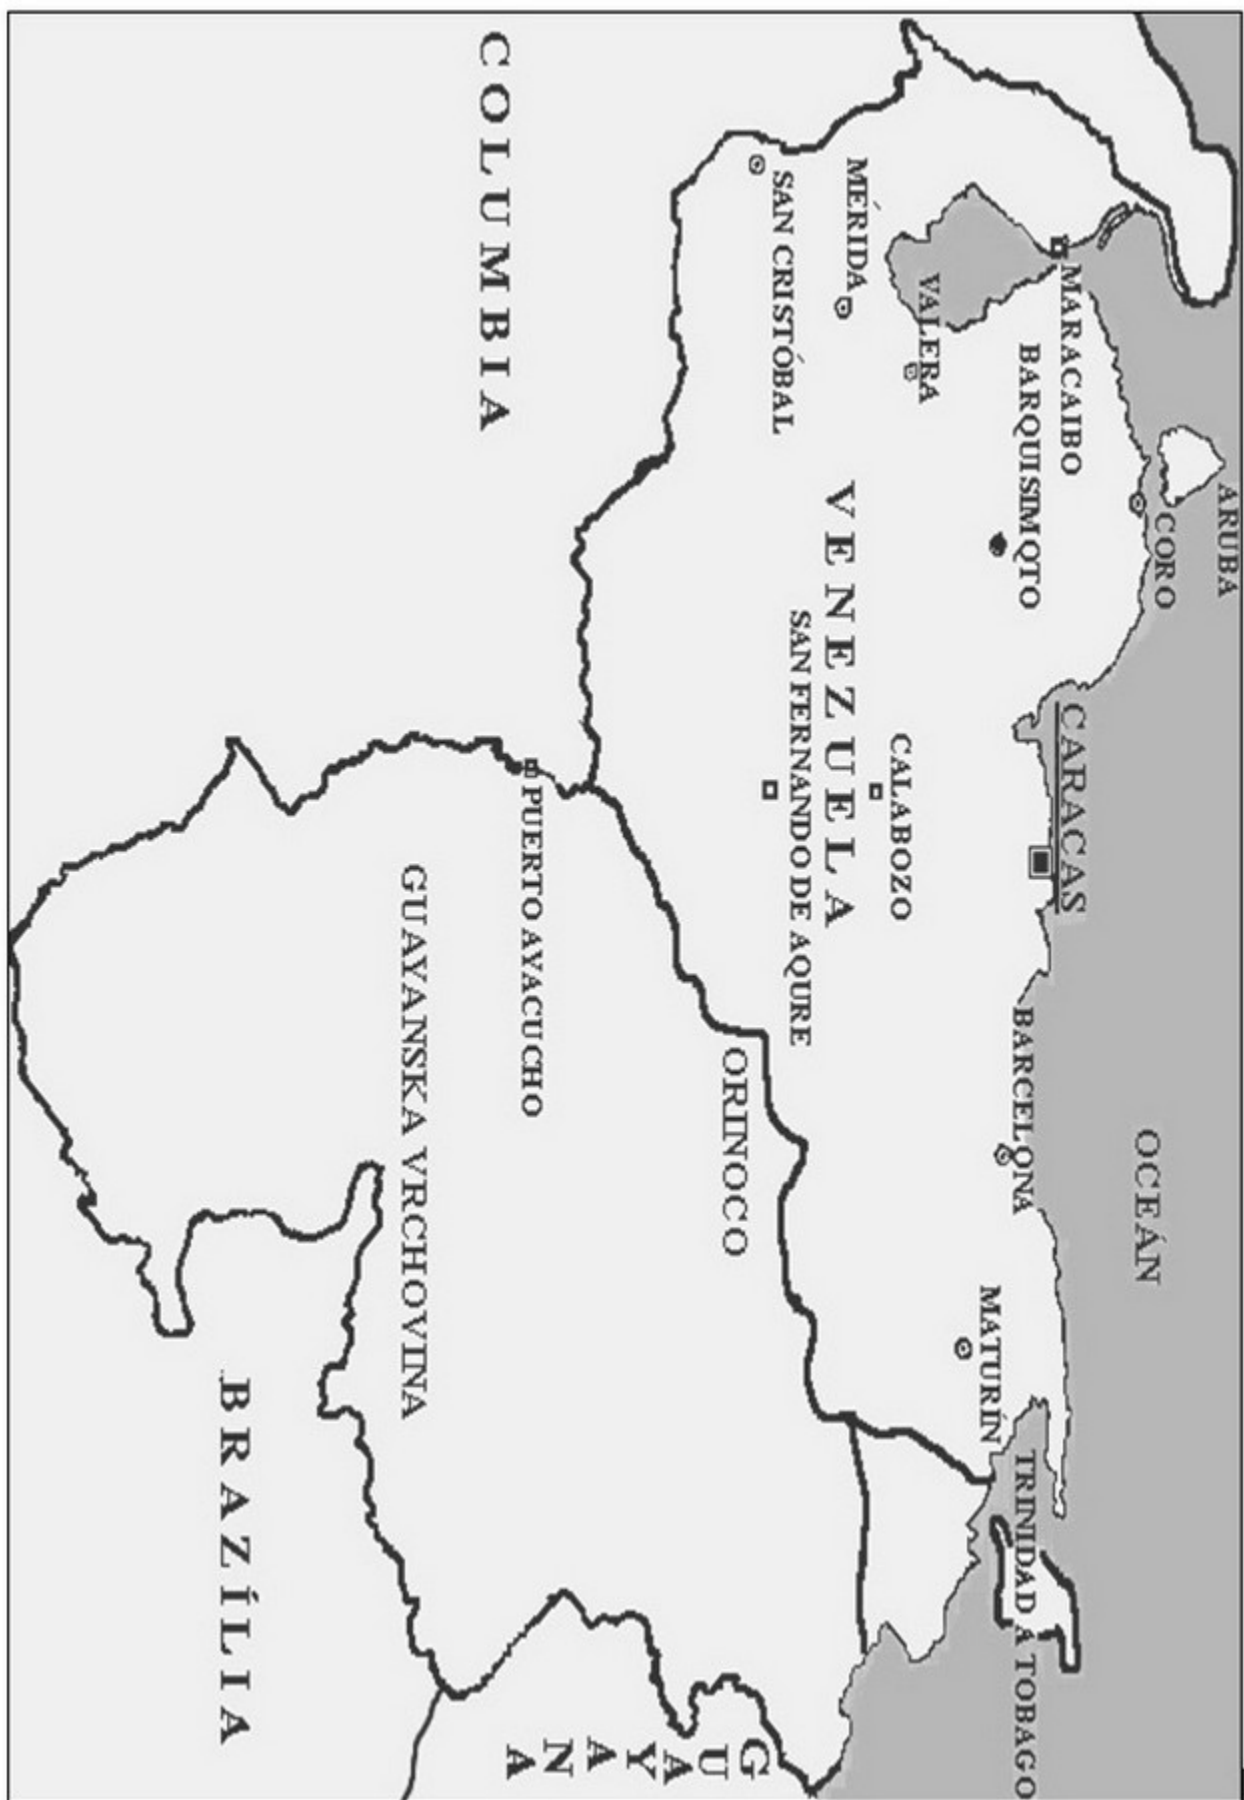 ARUBA
CORO
OCEÁN
MARACAIBO
CARACAS
BARQUISIMQTO
BARCELONA
TRINIDAD A TOBAGO
MATURÍN
VALERA
CALABOZO
MÉRIDA
VENEZUELA
SAN FERNANDO DE AQURE
SAN CRISTÓBAL
ORINOCO
GUAYANA
PUERTO AYACUCHO
COLUMBIA
GUAYANSKA VRCHOVINA
BRAZÍLIA